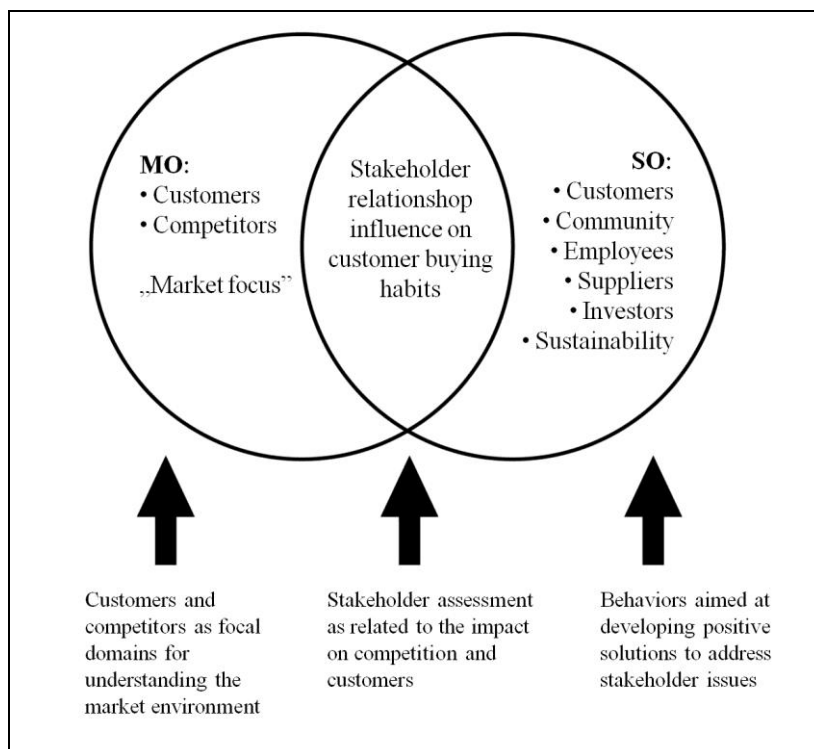 MO:
• Customers
• Competitors
„Market focus”
Stakeholder
relationshop
influence on
customer buying
habits
SO:
• Customers
• Community
• Employees
• Suppliers
• Investors
• Sustainability
Customers and
competitors as focal
domains for
understanding the
market environment
Stakeholder assessment
as related to the impact
on competition and
customers
Behaviors aimed at
developing positive
solutions to address
stakeholder issues